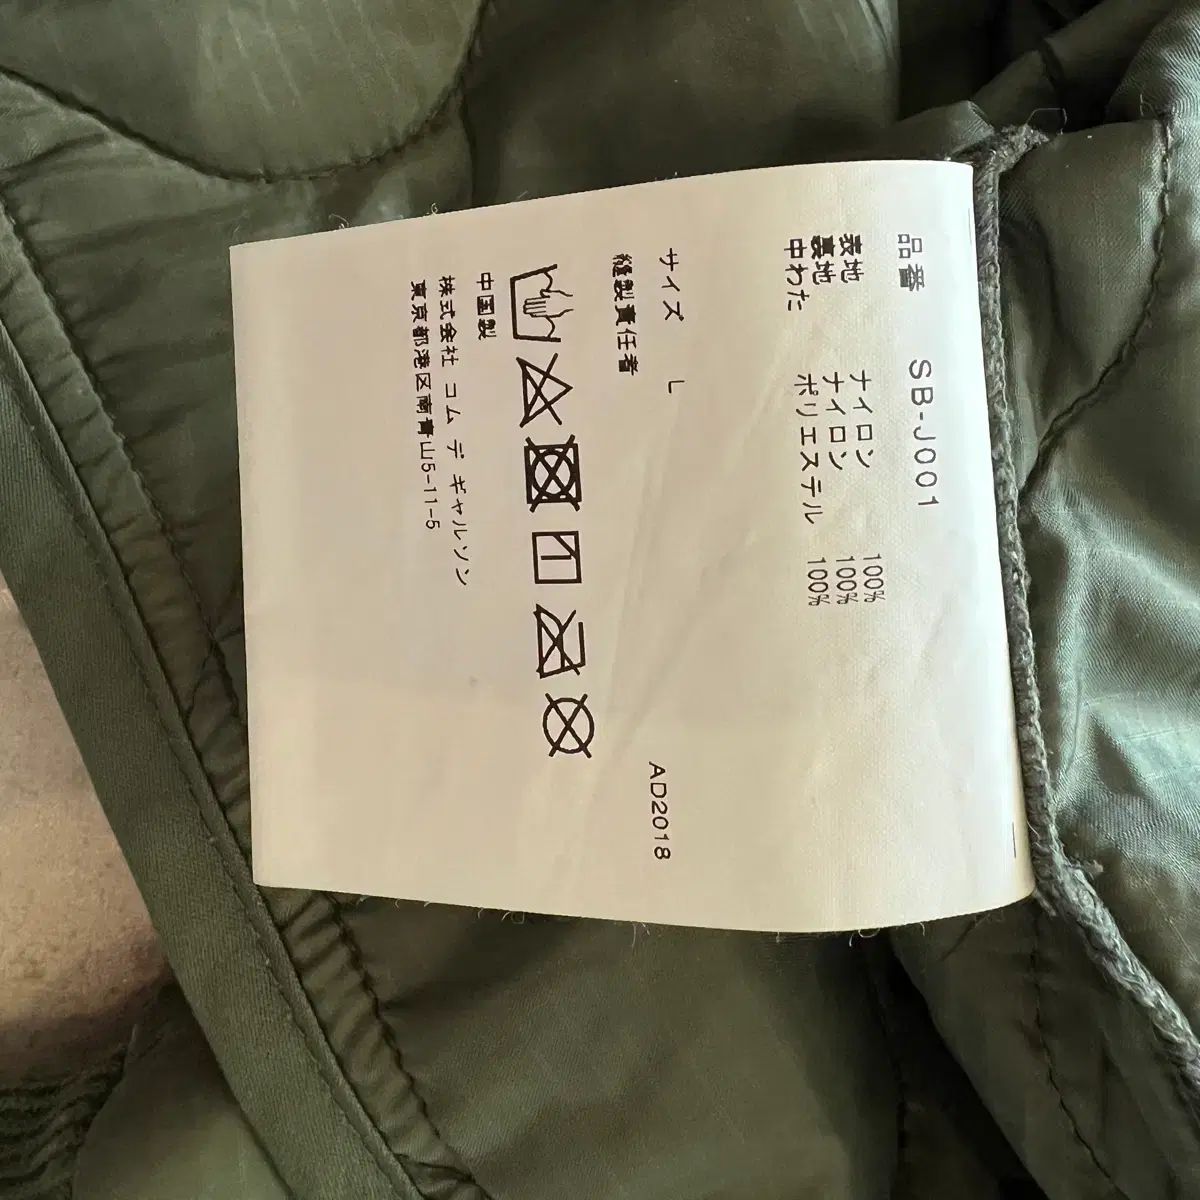 品番 SB-J001
表地 ナイロン 100%
裏地 ナイロン 100%
中わた ポリエステル 100%
サイズ L
縫製責任者 AD2018
中国製
株式会社 コム デ ギャルソン
東京都港区南青山5-11-5